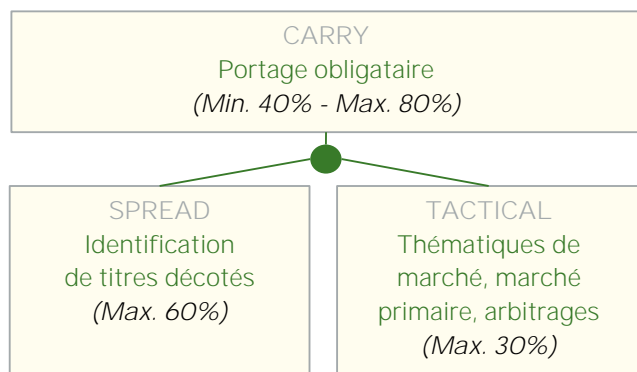 CARRY
Portage obligataire
(Min. 40% - Max. 80%)
SPREAD
Identification
de titres décotés
(Max. 60%)
TACTICAL
Thématiques de
marché, marché
primaire, arbitrages
(Max. 30%)